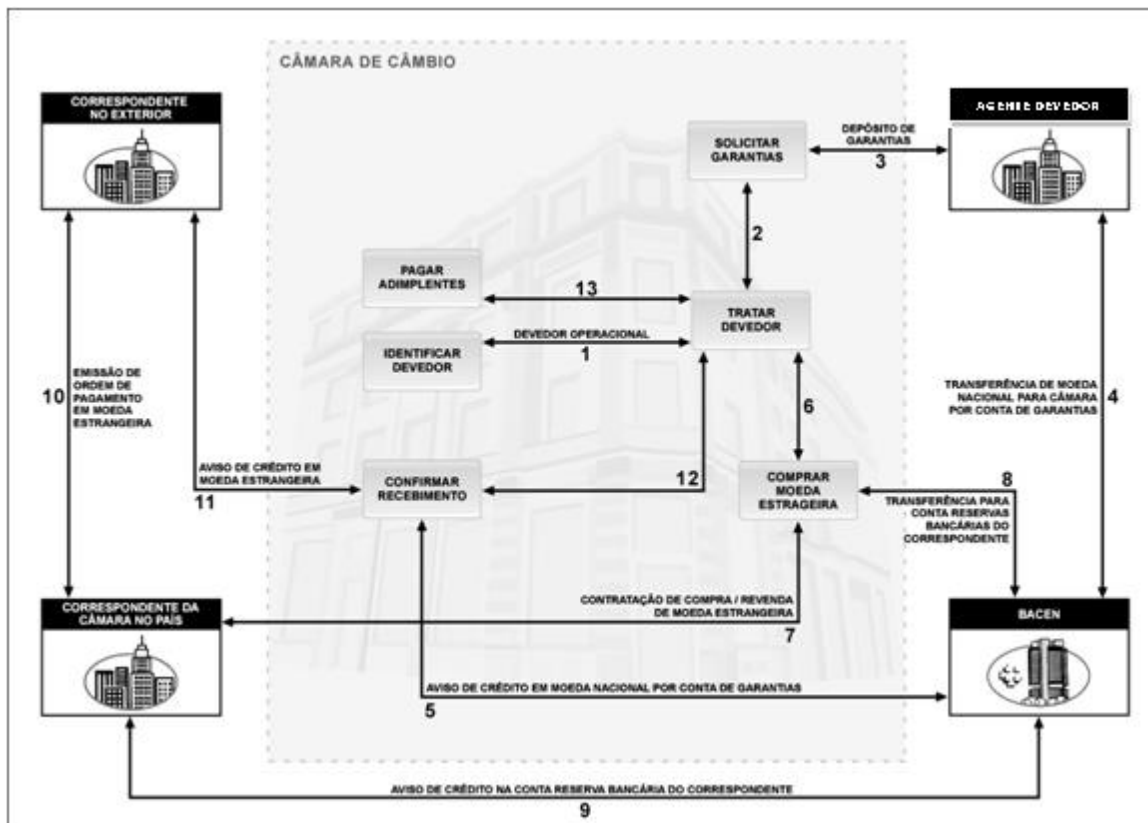 CÂMARA DE CÂMBIO
CORRESPONDENTE
NO EXTERIOR
AGENTE DEVEDOR
SOLICITAR
GARANTIAS
DEPÓSITO DE
GARANTIAS
3
2
PAGAR
ADIMPLENTES
13
TRATAR
DEVEDOR
IDENTIFICAR
DEVEDOR
DEVEDOR OPERACIONAL
1
10
EMISSÃO DE
ORDEM DE
PAGAMENTO
EM MOEDA
ESTRANGEIRA
6
TRANSFERÊNCIA DE MOEDA
NACIONAL PARA CÂMARA
POR CONTA DE GARANTIAS
4
AVISO DE CRÉDITO EM
MOEDA ESTRANGEIRA
11
CONFIRMAR
RECEBIMENTO
12
COMPRAR
MOEDA
ESTRAGEIRA
8
TRANSFERÊNCIA PARA
CONTA RESERVAS
BANCÁRIAS DO
CORRESPONDENTE
CORRESPONDENTE DA
CÂMARA NO PAÍS
CONTRATAÇÃO DE COMPRA / REVENDA
DE MOEDA ESTRANGEIRA
7
BACEN
AVISO DE CRÉDITO EM MOEDA NACIONAL POR CONTA DE GARANTIAS
5
AVISO DE CRÉDITO NA CONTA RESERVA BANCÁRIA DO CORRESPONDENTE
9